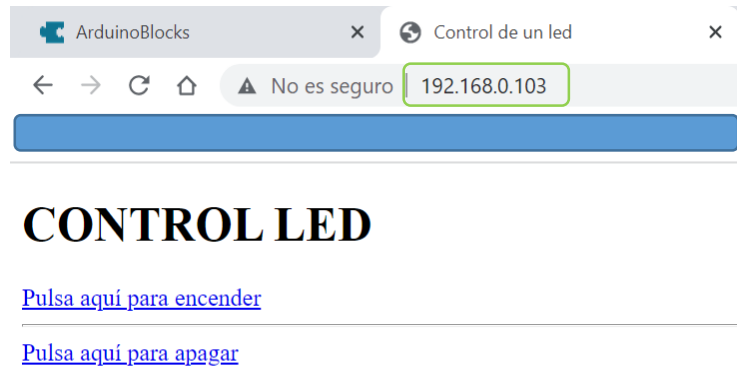 ArduinoBlocks
Control de un led
No es seguro
192.168.0.103
CONTROL LED
Pulsa aquí para encender
Pulsa aquí para apagar